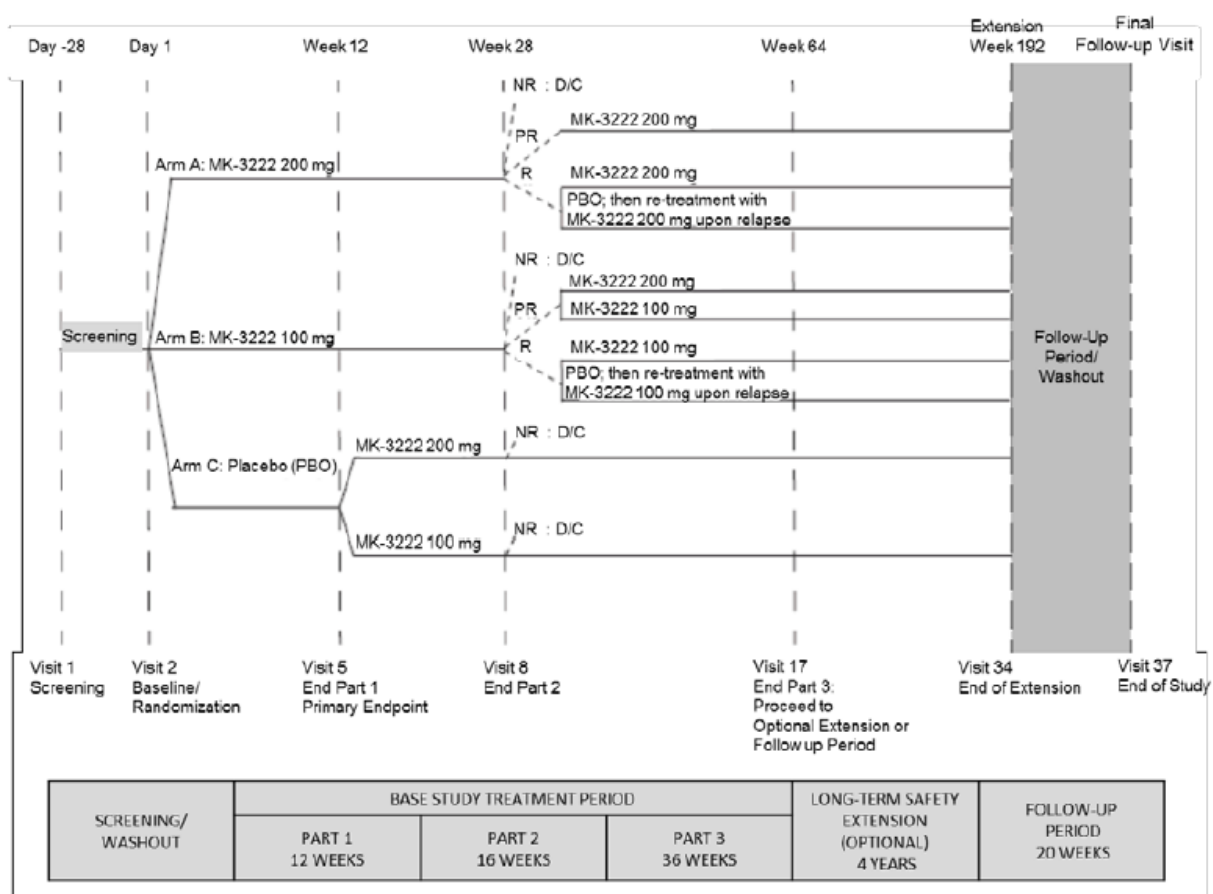 Day -28 Day 1 Week 12 Week 28 Week 64 Extension Week 192 Final Follow-up Visit
NR : D/C
MK-3222 200 mg
PR
Arm A: MK-3222 200 mg
R
MK-3222 200 mg
PBO; then re-treatment with
MK-3222 200 mg upon relapse
NR : D/C
MK-3222 200 mg
PR
MK-3222 100 mg
Screening
Arm B: MK-3222 100 mg
R
MK-3222 100 mg
PBO; then re-treatment with
MK-3222 100 mg upon relapse
Follow-Up
Period/
Washout
NR : D/C
MK-3222 200 mg
Arm C: Placebo (PBO)
NR : D/C
MK-3222 100 mg
Visit 1
Screening
Visit 2
Baseline/
Randomization
Visit 5
End Part 1
Primary Endpoint
Visit 8
End Part 2
Visit 17
End Part 3:
Proceed to
Optional Extension or
Follow up Period
Visit 34
End of Extension
Visit 37
End of Study
SCREENING/
WASHOUT
BASE STUDY TREATMENT PERIOD
PART 1
12 WEEKS
PART 2
16 WEEKS
PART 3
36 WEEKS
LONG-TERM SAFETY
EXTENSION
(OPTIONAL)
4 YEARS
FOLLOW-UP
PERIOD
20 WEEKS